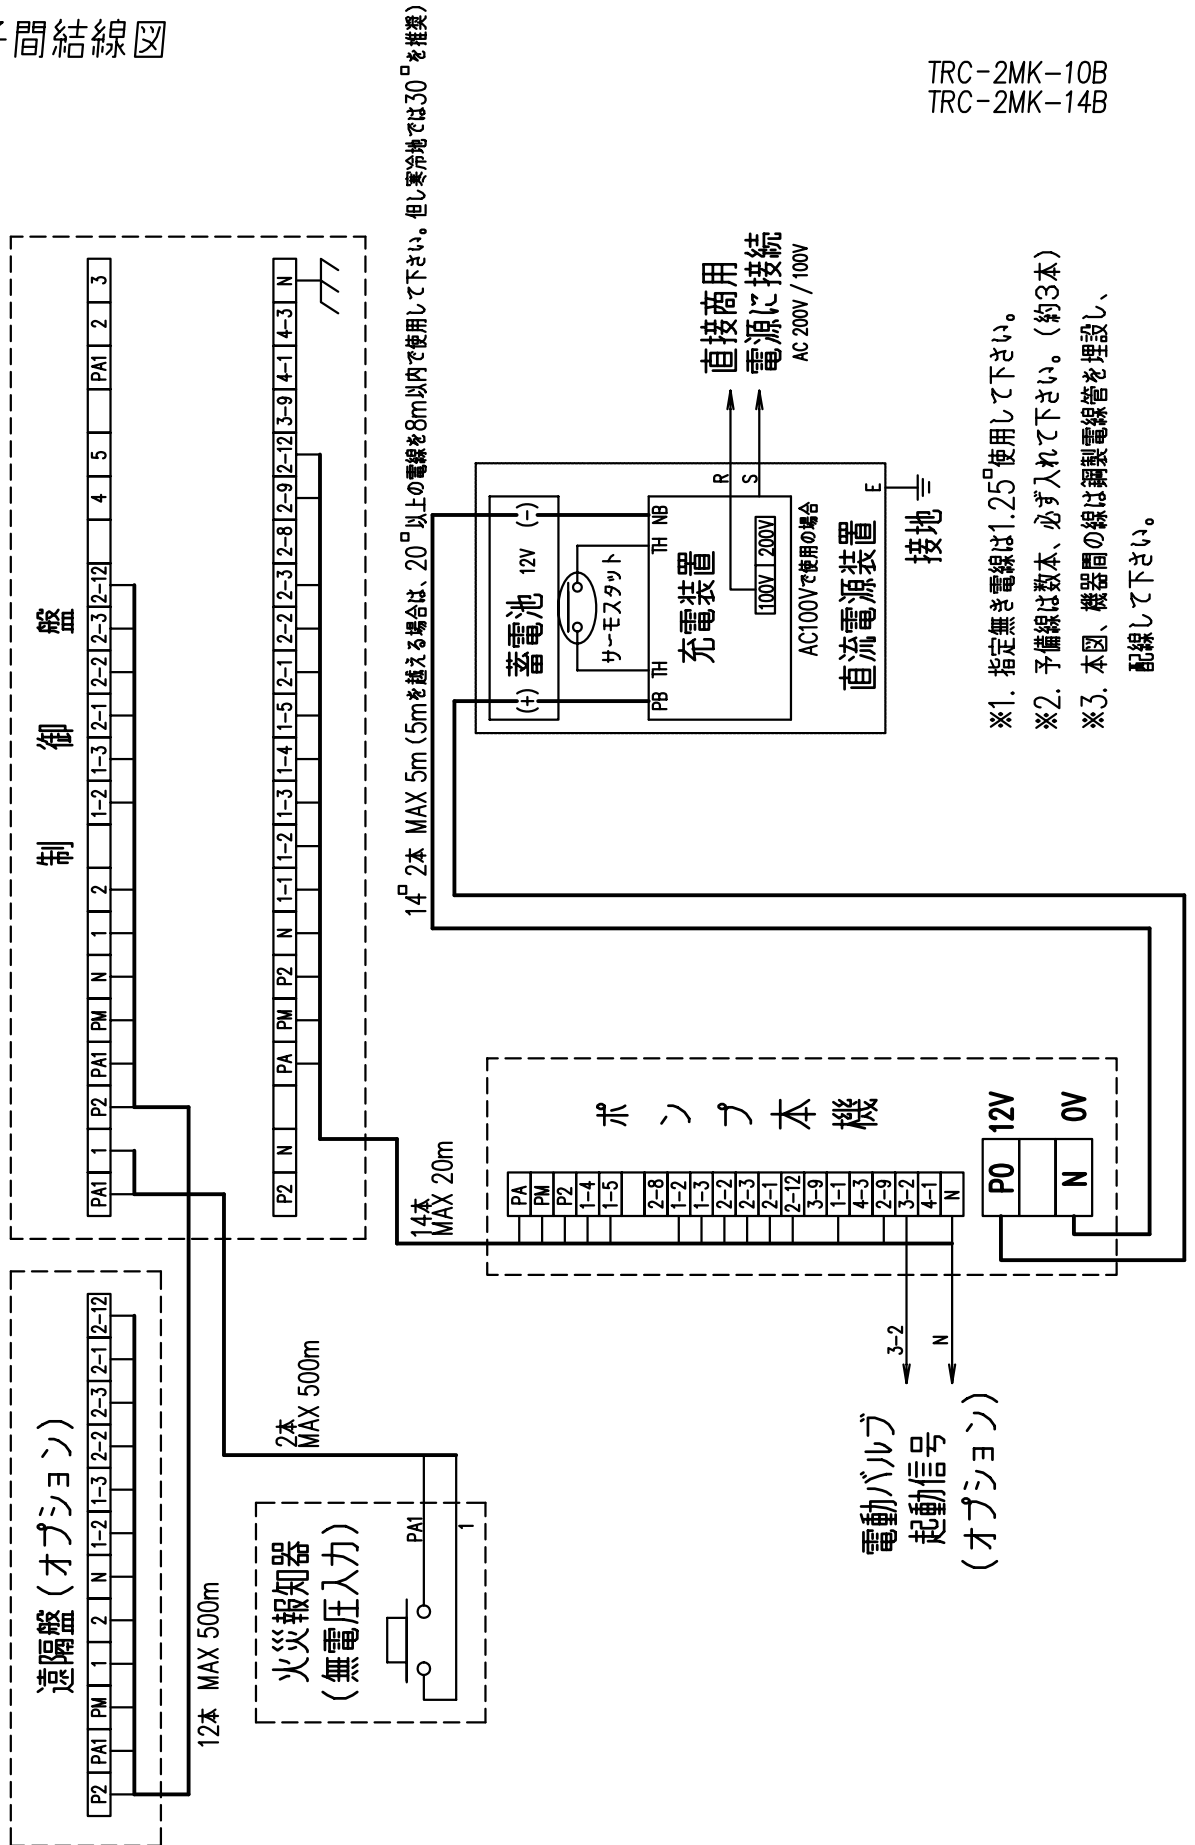 間結線図
TRC-2MK-10B
TRC-2MK-14B
遠隔盤(オプション)
P2 PA1 PM 1 2 N 1-2 1-3 2-2 2-3 2-1 2-12
12本 MAX 500m
制御盤
PA1 1 P2 PA1 PM N 1 2 1-2 1-3 2-1 2-2 2-3 2-12 4 5 PA1 2 3
P2 N PA PM P2 N 1-1 1-2 1-3 1-4 1-5 2-1 2-2 2-3 2-8 2-9 2-12 3-9 4-1 4-3 N
火災報知器
(無電圧入力)
PA1
1
2本
MAX 500m
14本
MAX 20m
14□ 2本 MAX 5m(5mを越える場合は、20□以上の電線を8m以内で使用して下さい。但し寒冷地では30□を推奨)
ポンプ本機
PA
PM
P2
1-4
1-5
2-8
1-2
1-3
2-2
2-3
2-1
2-12
3-9
1-1
4-3
2-9
3-2
4-1
N
PO 12V
N 0V
3-2
N
電動バルブ
起動信号
(オプション)
蓄電池 12V
(+) (-)
サーモスタット
PB TH TH NB
充電装置
100V 200V
AC100Vで使用の場合
直流電源装置
R
S
E
接地
直接商用
電源に接続
AC 200V/100V
※1. 指定無き電線は1.25□使用して下さい。
※2. 予備線は数本、必ず入れて下さい。(約3本)
※3. 本図、機器間の線は鋼製電線管を埋設し、
配線して下さい。